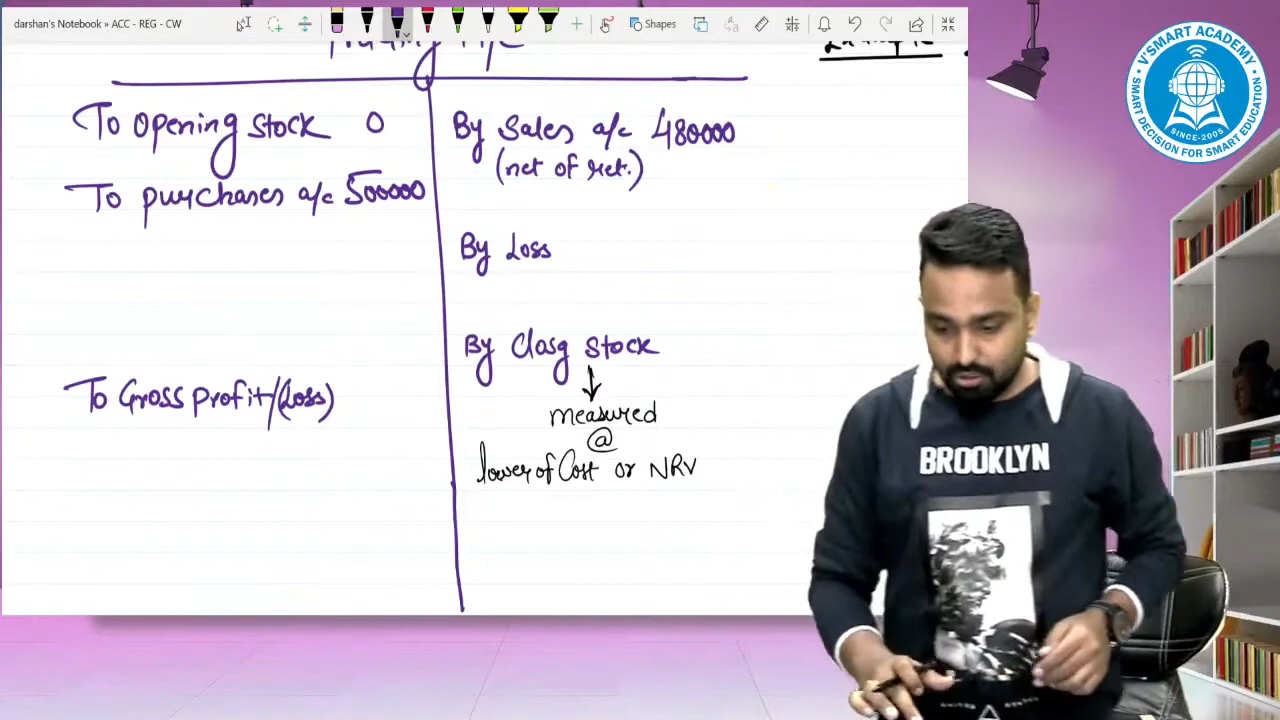 darshan's Notebook » ACC - REG - CW
Shapes
Trading A/c
Example
To opening stock 0
To purchases a/c 500000
To Gross profit/(Loss)
By Sales a/c 480000
(net of ret.)
By Loss
By Closg stock
measured
@
lower of Cost or NRV
V'SMART ACADEMY
SINCE-2005
SMART DECISION FOR SMART EDUCATION
BROOKLYN